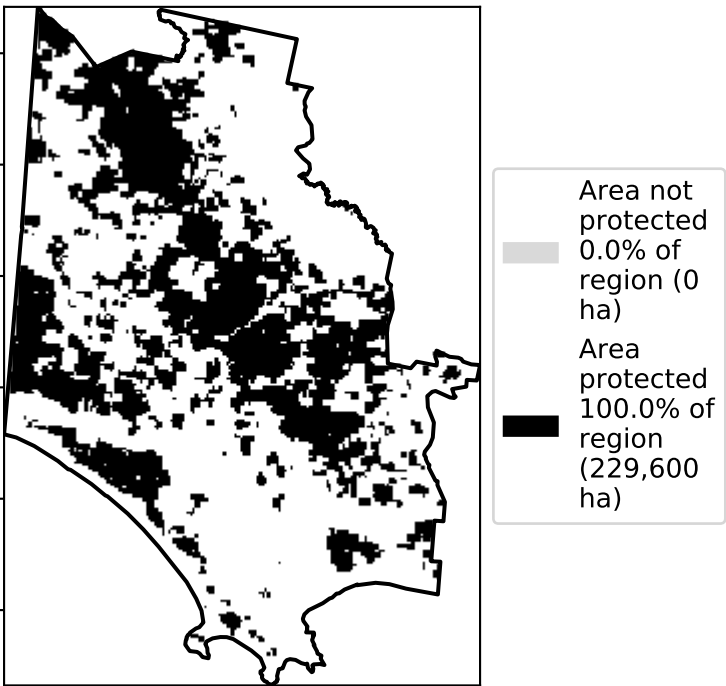 Area not
protected
0.0% of
region (0
ha)
Area
protected
100.0% of
region
(229,600
ha)